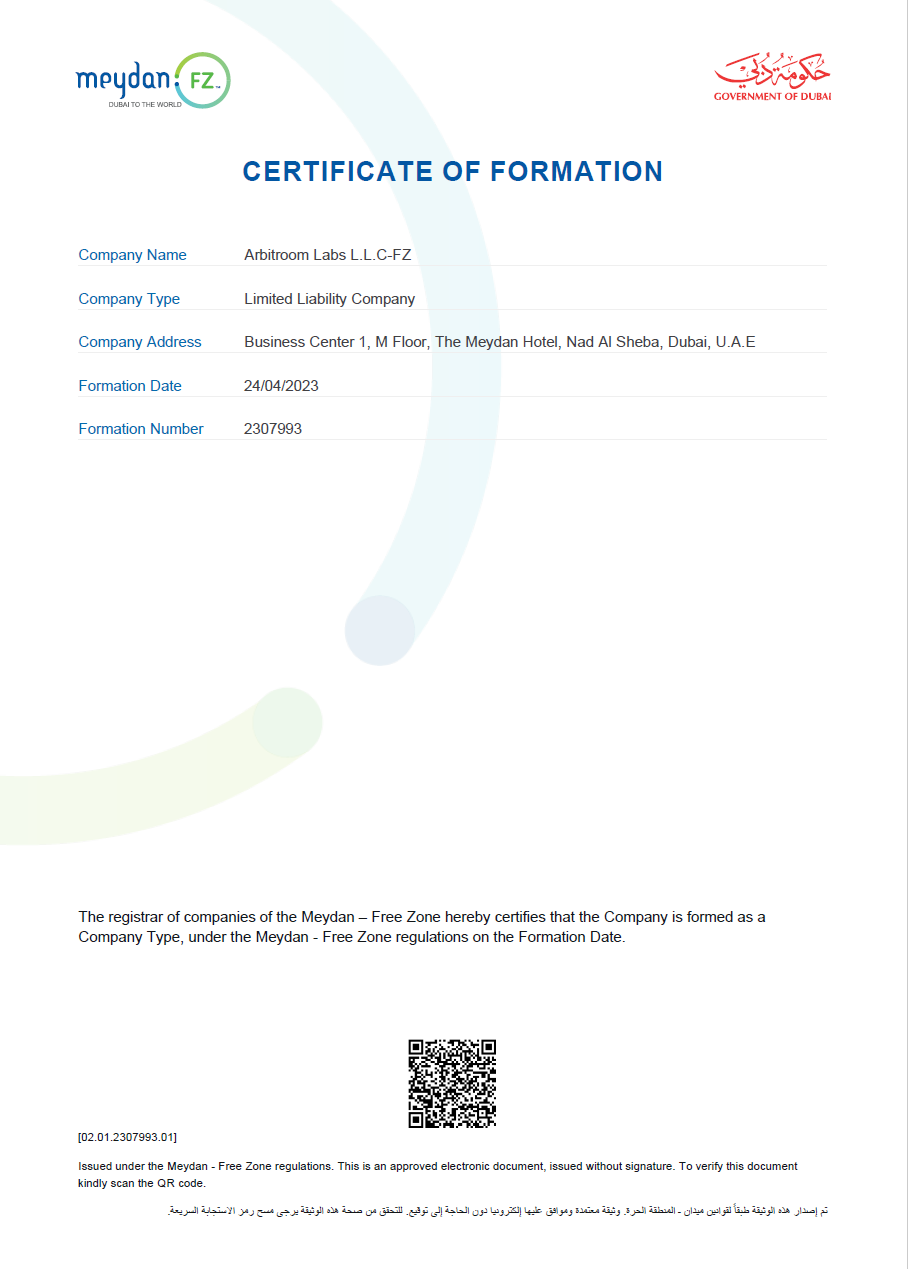 meydan FZ™
DUBAI TO THE WORLD
حكومة دبي
GOVERNMENT OF DUBAI
CERTIFICATE OF FORMATION
Company Name Arbitroom Labs L.L.C-FZ
Company Type Limited Liability Company
Company Address Business Center 1, M Floor, The Meydan Hotel, Nad Al Sheba, Dubai, U.A.E
Formation Date 24/04/2023
Formation Number 2307993
The registrar of companies of the Meydan – Free Zone hereby certifies that the Company is formed as a
Company Type, under the Meydan - Free Zone regulations on the Formation Date.
[02.01.2307993.01]
Issued under the Meydan - Free Zone regulations. This is an approved electronic document, issued without signature. To verify this document
kindly scan the QR code.
تم إصدار هذه الوثيقة طبقاً لقوانين ميدان - المنطقة الحرة. وثيقة معتمدة وموافق عليها إلكترونيا دون الحاجة إلى توقيع. للتحقق من صحة هذه الوثيقة يرجى مسح رمز الاستجابة السريعة.